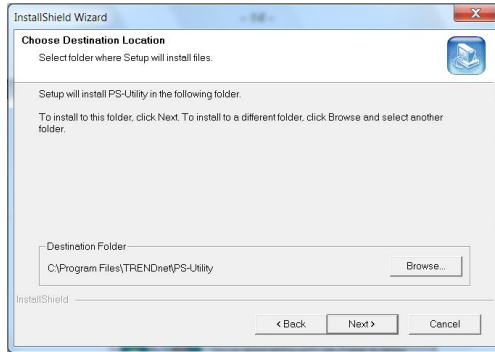 InstallShield Wizard
Choose Destination Location
Select folder where Setup will install files.
Setup will install PS-Utility in the following folder.
To install to this folder, click Next. To install to a different folder, click Browse and select another
folder.
Destination Folder
C:\Program Files\TRENDnet\PS-Utility
Browse...
InstallShield
< Back
Next >
Cancel